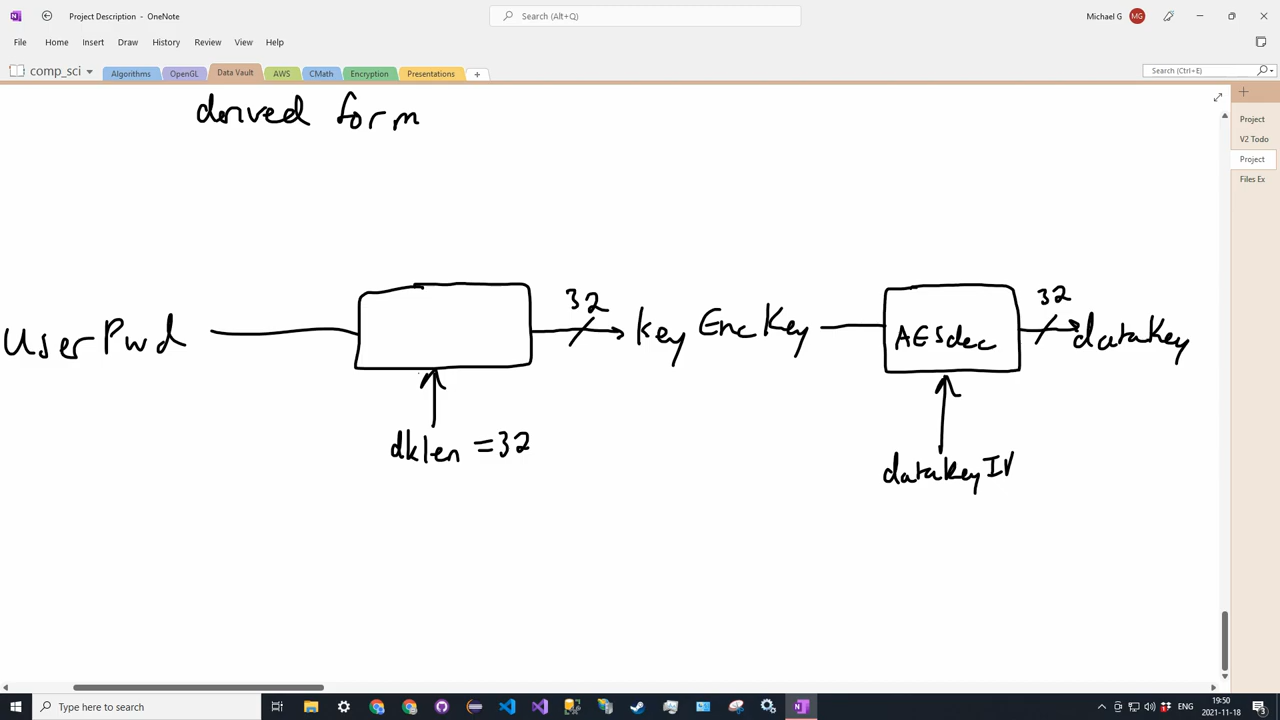 Project Description - OneNote
Search (Alt+Q)
Michael G
MG
File Home Insert Draw History Review View Help
comp_sci
Algorithms OpenGL Data Vault AWS CMath Encryption Presentations
Search (Ctrl+E)
Project
V2 Todo
Project
Files Ex
derived form
UserPwd
32
keyEncKey
AESdec
32
dataKey
dklen = 32
dataKeyIV
Type here to search
ENG
19:50
2021-11-18